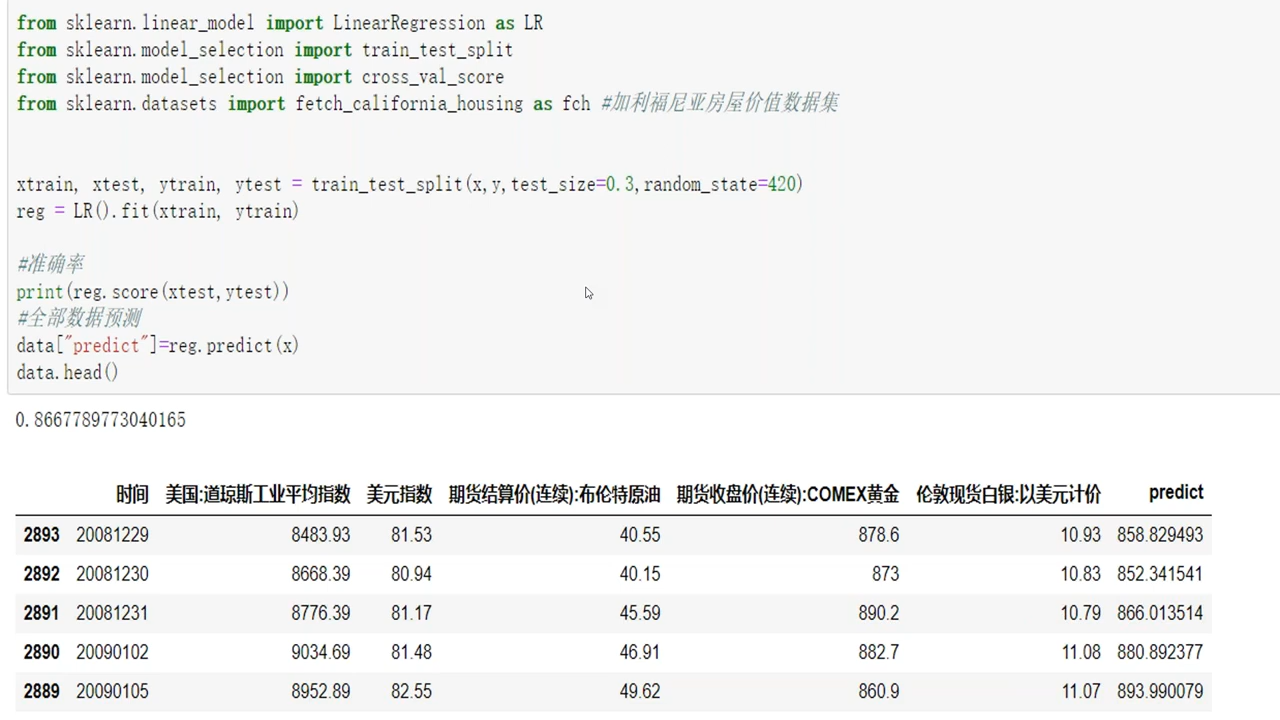 from sklearn.linear_model import LinearRegression as LR
from sklearn.model_selection import train_test_split
from sklearn.model_selection import cross_val_score
from sklearn.datasets import fetch_california_housing as fch #加利福尼亚房屋价值数据集
xtrain, xtest, ytrain, ytest = train_test_split(x,y,test_size=0.3,random_state=420)
reg = LR().fit(xtrain, ytrain)
#准确率
print(reg.score(xtest,ytest))
#全部数据预测
data["predict"]=reg.predict(x)
data.head()
0.8667789773040165
时间 美国:道琼斯工业平均指数 美元指数 期货结算价(连续):布伦特原油 期货收盘价(连续):COMEX黄金 伦敦现货白银:以美元计价 predict
2893 20081229 8483.93 81.53 40.55 878.6 10.93 858.829493
2892 20081230 8668.39 80.94 40.15 873 10.83 852.341541
2891 20081231 8776.39 81.17 45.59 890.2 10.79 866.013514
2890 20090102 9034.69 81.48 46.91 882.7 11.08 880.892377
2889 20090105 8952.89 82.55 49.62 860.9 11.07 893.990079